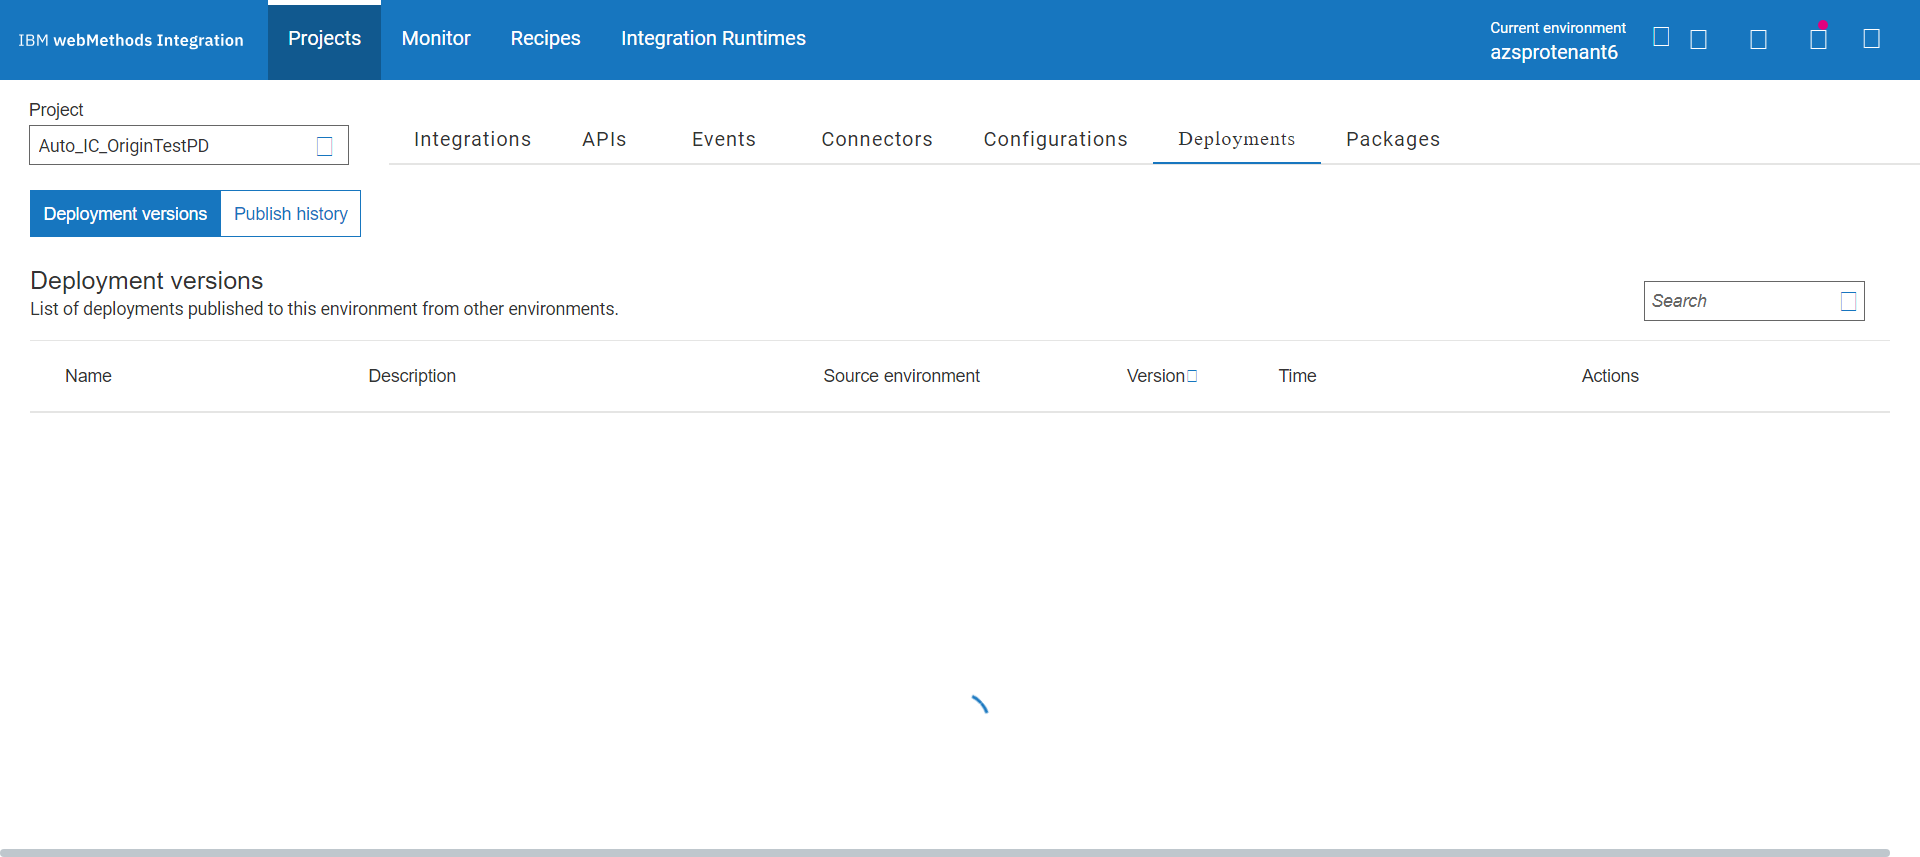 IBM webMethods Integration
Projects
Monitor
Recipes
Integration Runtimes
Current environment
azsprotenant6
Project
Auto_IC_OriginTestPD
Integrations
APIs
Events
Connectors
Configurations
Deployments
Packages
Deployment versions
Publish history
Deployment versions
List of deployments published to this environment from other environments.
Search
Name
Description
Source environment
Version
Time
Actions